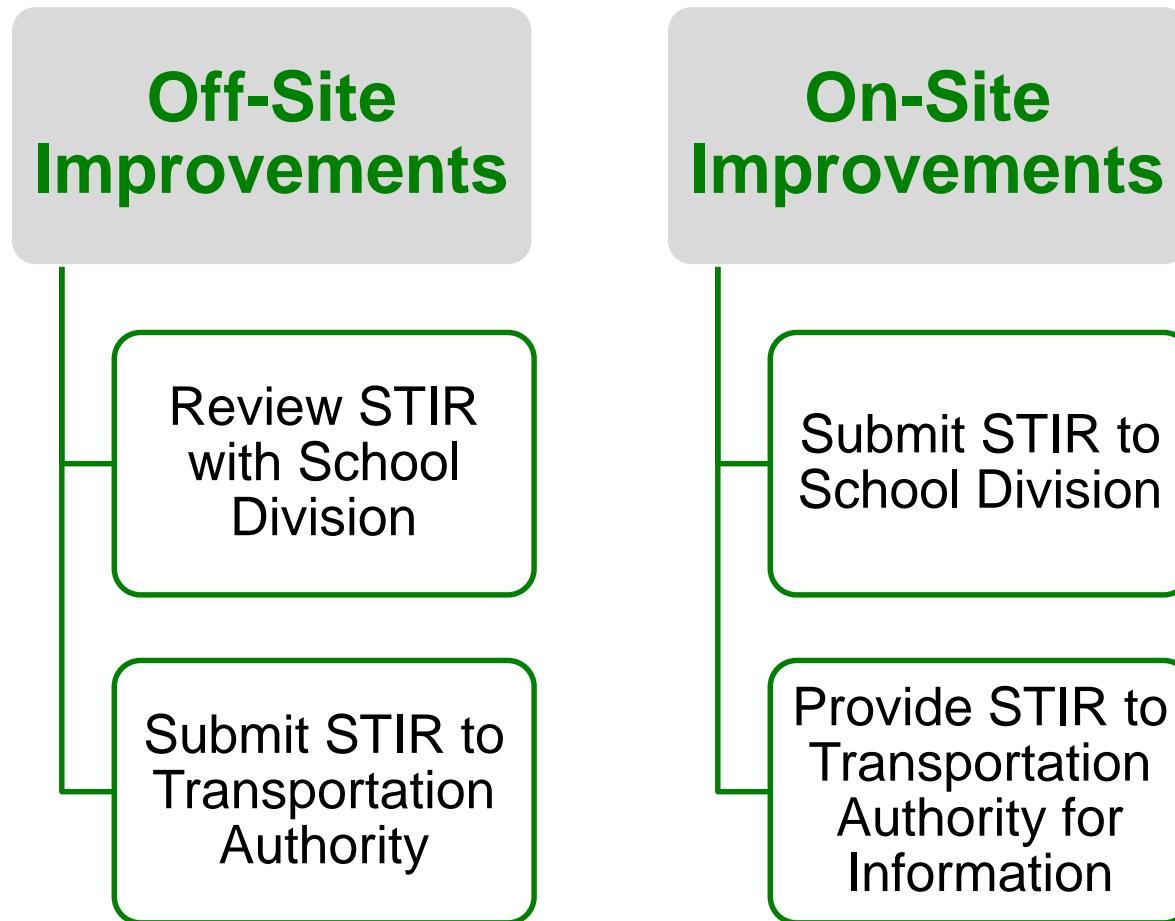 Off-Site
Improvements
Review STIR
with School
Division
Submit STIR to
Transportation
Authority
On-Site
Improvements
Submit STIR to
School Division
Provide STIR to
Transportation
Authority for
Information